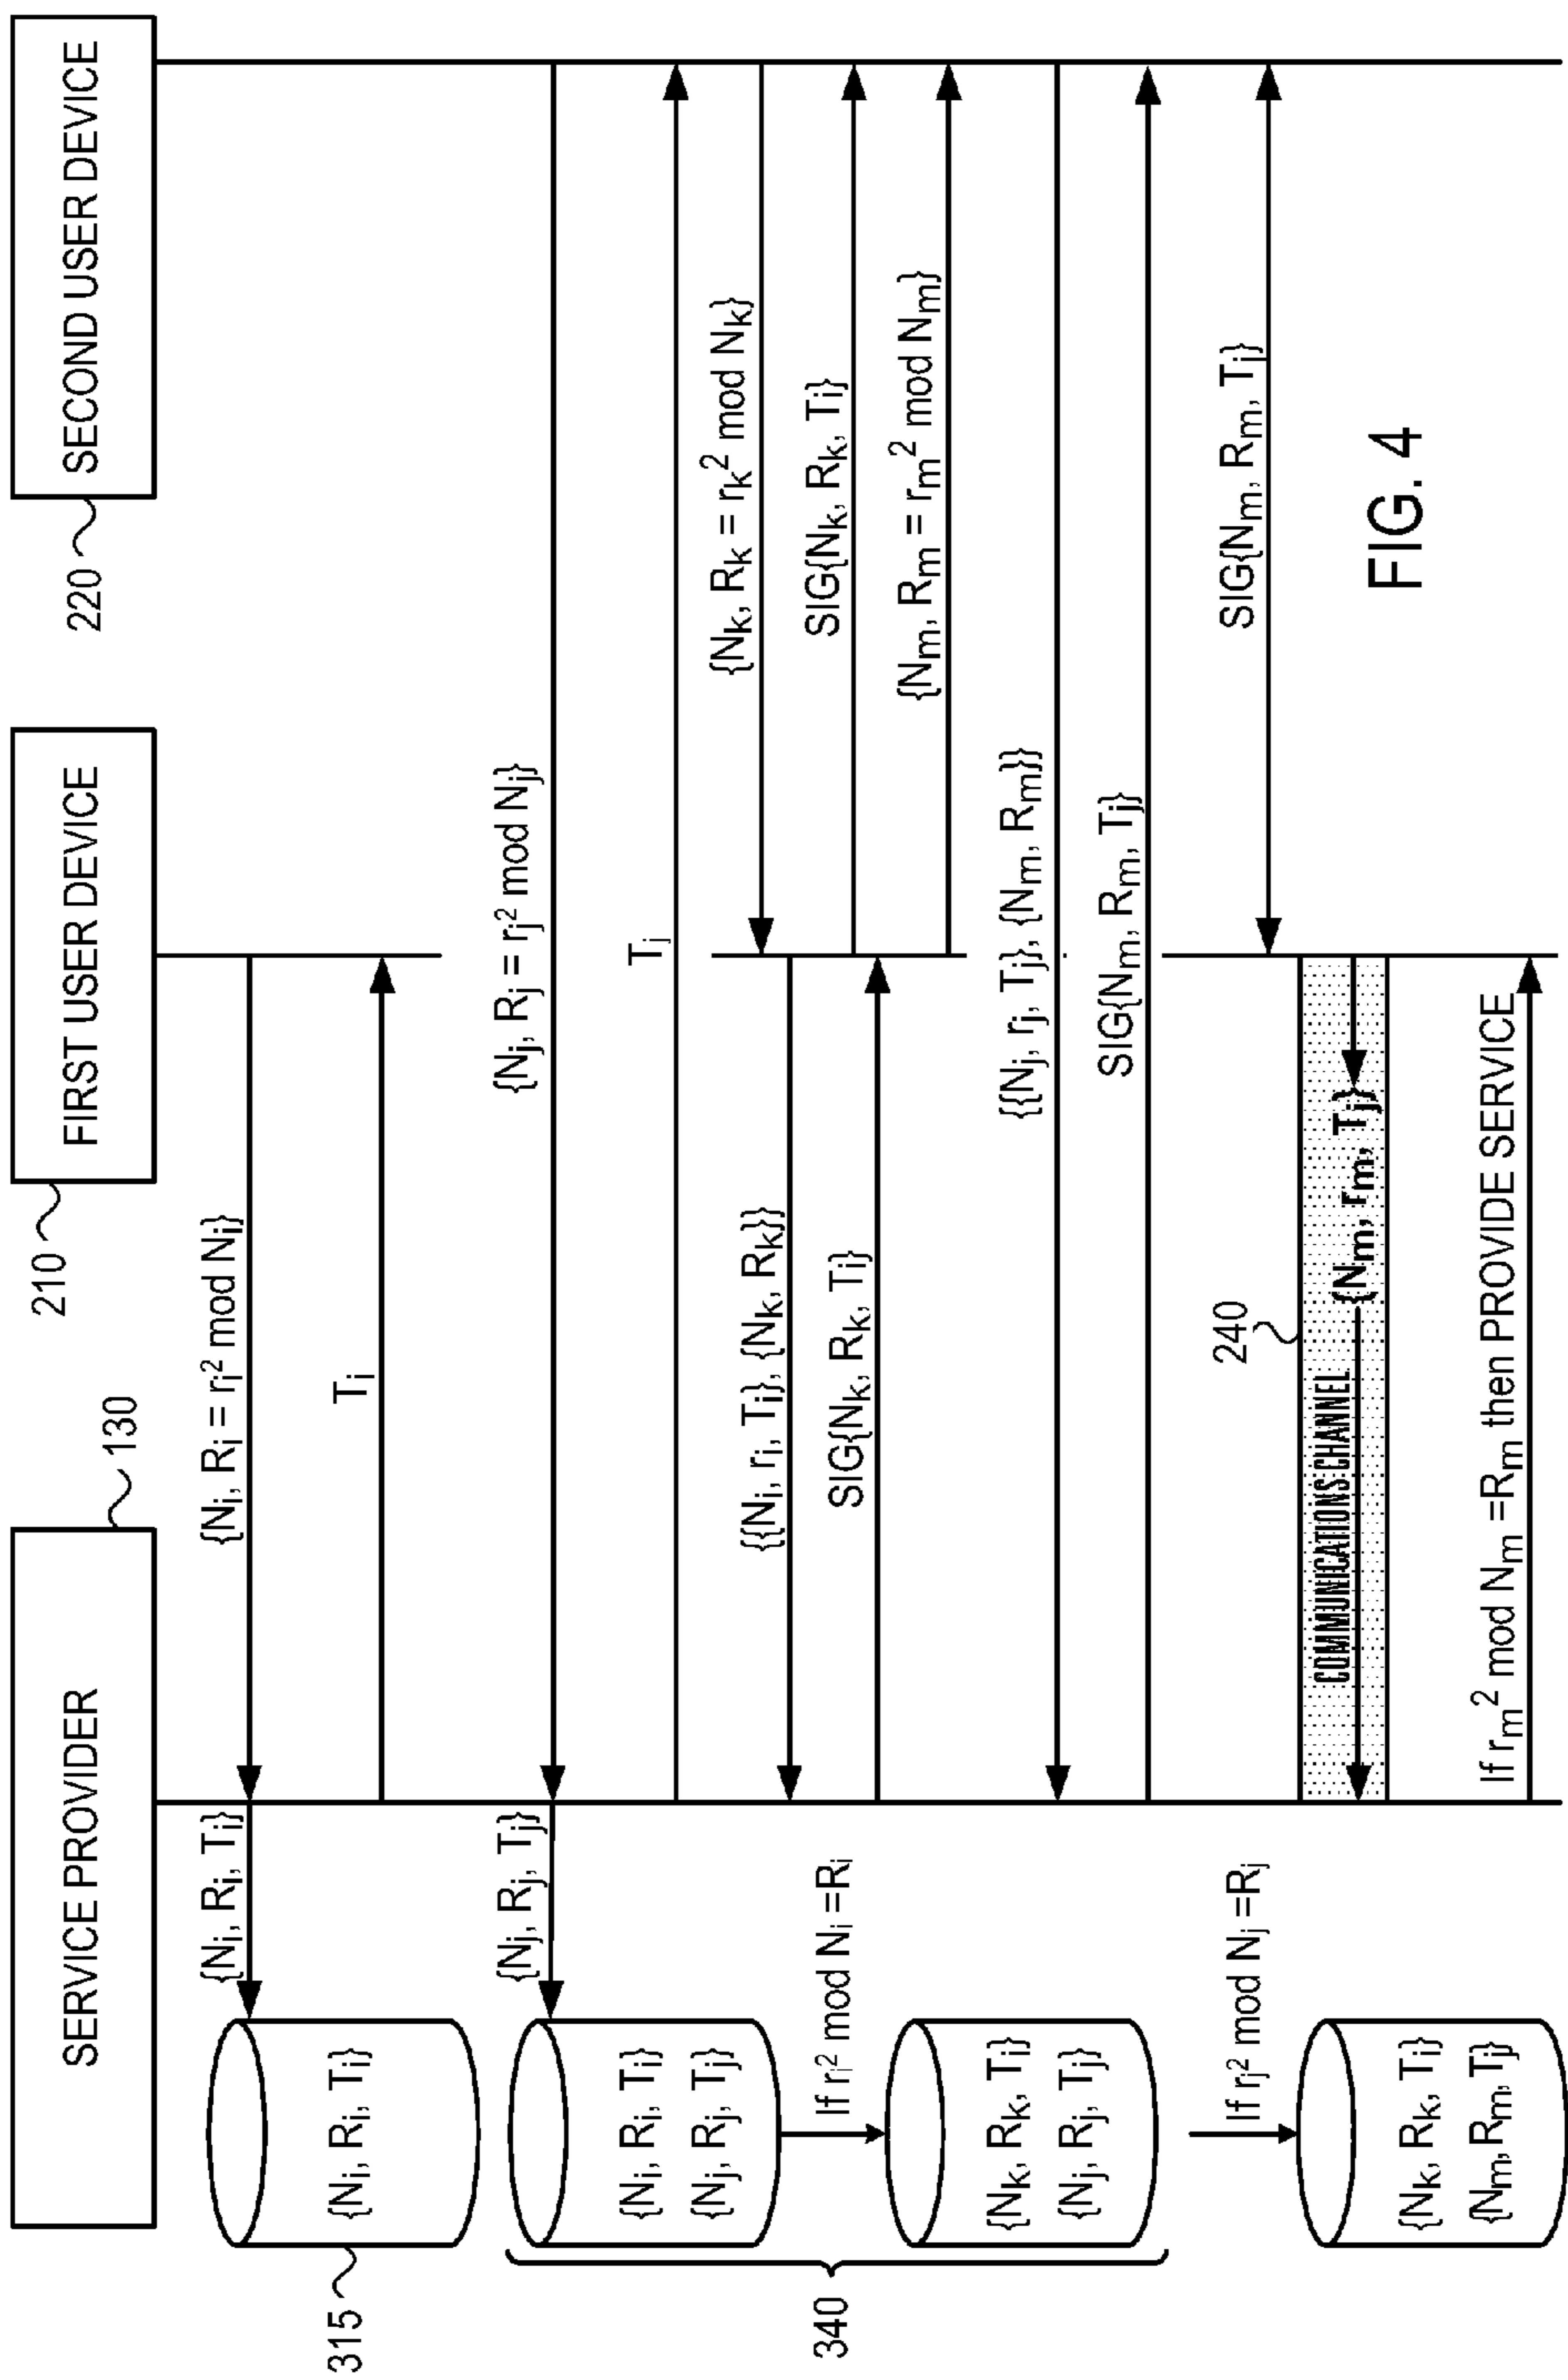 SERVICE PROVIDER
130
FIRST USER DEVICE
210
SECOND USER DEVICE
220
{Nᵢ, Rᵢ, Tᵢ}
{Nᵢ, Rᵢ = rᵢ² mod Nᵢ}
315
{Nᵢ, Rᵢ, Tᵢ}
Tᵢ
{Nⱼ, Rⱼ, Tⱼ}
{Nⱼ, Rⱼ = rⱼ² mod Nⱼ}
340
{Nᵢ, Rᵢ, Tᵢ}
{Nⱼ, Rⱼ, Tⱼ}
Tⱼ
{Nₖ, Rₖ = rₖ² mod Nₖ}
{{Nᵢ, rᵢ, Tᵢ}, {Nₖ, Rₖ}}
If rᵢ² mod Nᵢ =Rᵢ
SIG{Nₖ, Rₖ, Tᵢ}
SIG{Nₖ, Rₖ, Tᵢ}
{Nₘ, Rₘ = rₘ² mod Nₘ}
{Nₖ, Rₖ, Tᵢ}
{Nⱼ, Rⱼ, Tⱼ}
{{Nⱼ, rⱼ, Tⱼ}, {Nₘ, Rₘ}}
SIG{Nₘ, Rₘ, Tⱼ}
If rⱼ² mod Nⱼ =Rⱼ
240
SIG{Nₘ, Rₘ, Tⱼ}
COMMUNICATIONS CHANNEL
{Nₘ, rₘ, Tⱼ}
{Nₖ, Rₖ, Tᵢ}
{Nₘ, Rₘ, Tⱼ}
If rₘ² mod Nₘ =Rₘ then PROVIDE SERVICE
FIG. 4